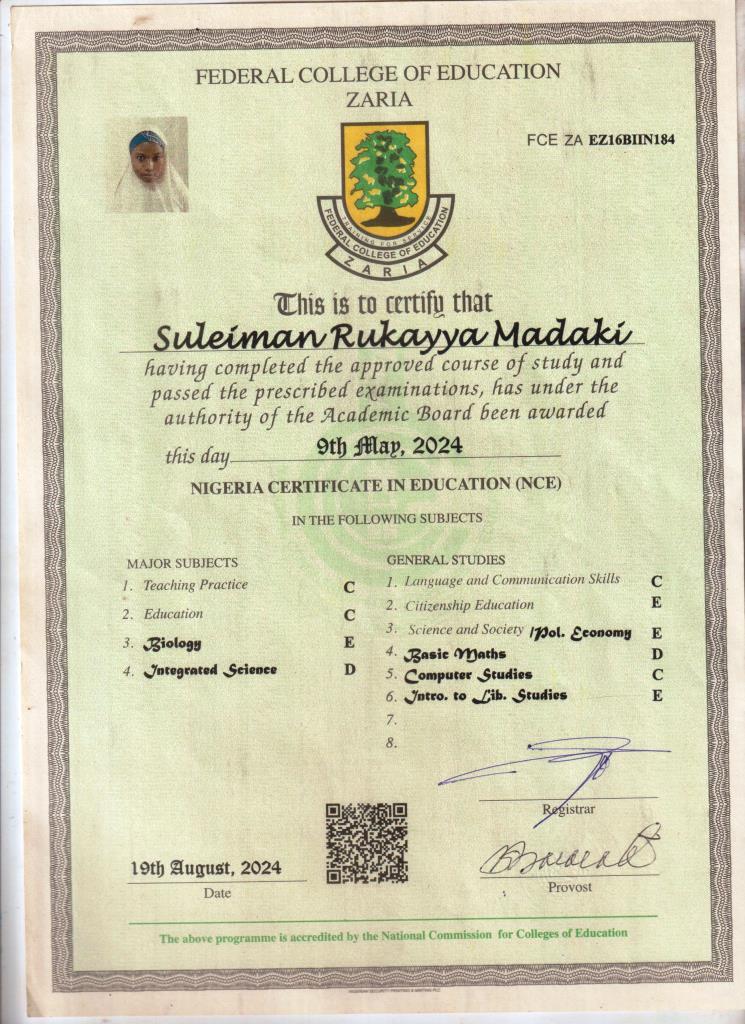 FEDERAL COLLEGE OF EDUCATION
ZARIA
FCE ZA EZ16BIIN184
TRAINING FOR SERVICE
FEDERAL COLLEGE OF EDUCATION
ZARIA
This is to certify that
Suleiman Rukayya Madaki
having completed the approved course of study and
passed the prescribed examinations, has under the
authority of the Academic Board been awarded
this day 9th May, 2024
NIGERIA CERTIFICATE IN EDUCATION (NCE)
IN THE FOLLOWING SUBJECTS
MAJOR SUBJECTS
1. Teaching Practice C
2. Education C
3. Biology E
4. Integrated Science D
GENERAL STUDIES
1. Language and Communication Skills C
2. Citizenship Education E
3. Science and Society /Pol. Economy E
4. Basic Maths D
5. Computer Studies C
6. Intro. to Lib. Studies E
7.
8.
Registrar
19th August, 2024
Date
Provost
The above programme is accredited by the National Commission for Colleges of Education